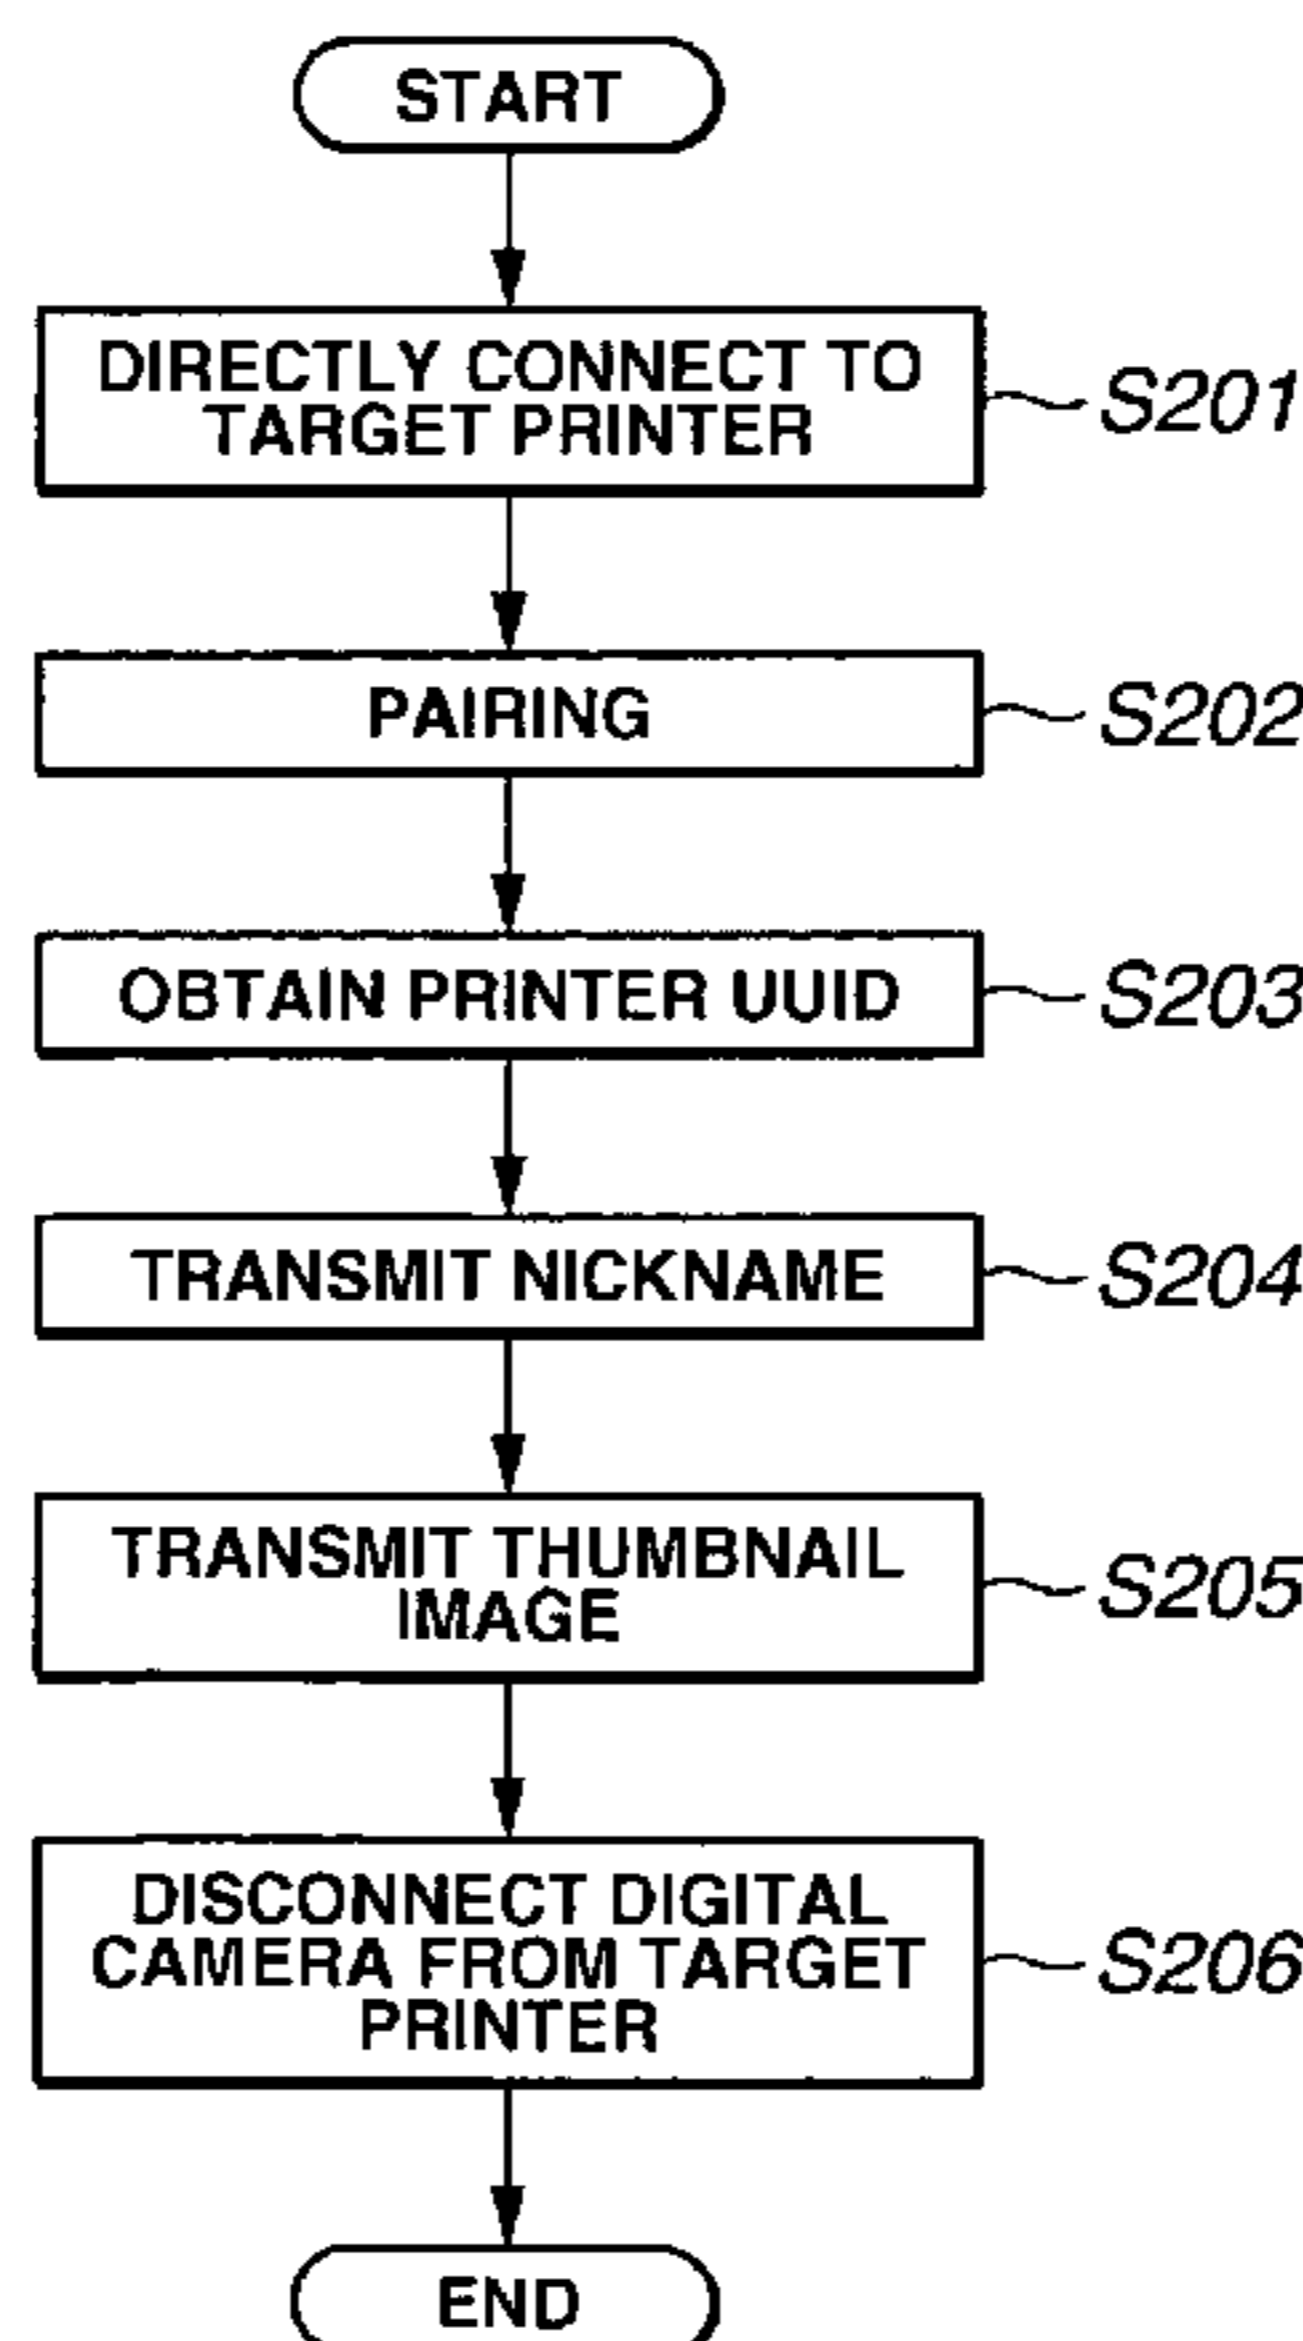 START
DIRECTLY CONNECT TO
TARGET PRINTER
S201
PAIRING
S202
OBTAIN PRINTER UUID
S203
TRANSMIT NICKNAME
S204
TRANSMIT THUMBNAIL
IMAGE
S205
DISCONNECT DIGITAL
CAMERA FROM TARGET
PRINTER
S206
END